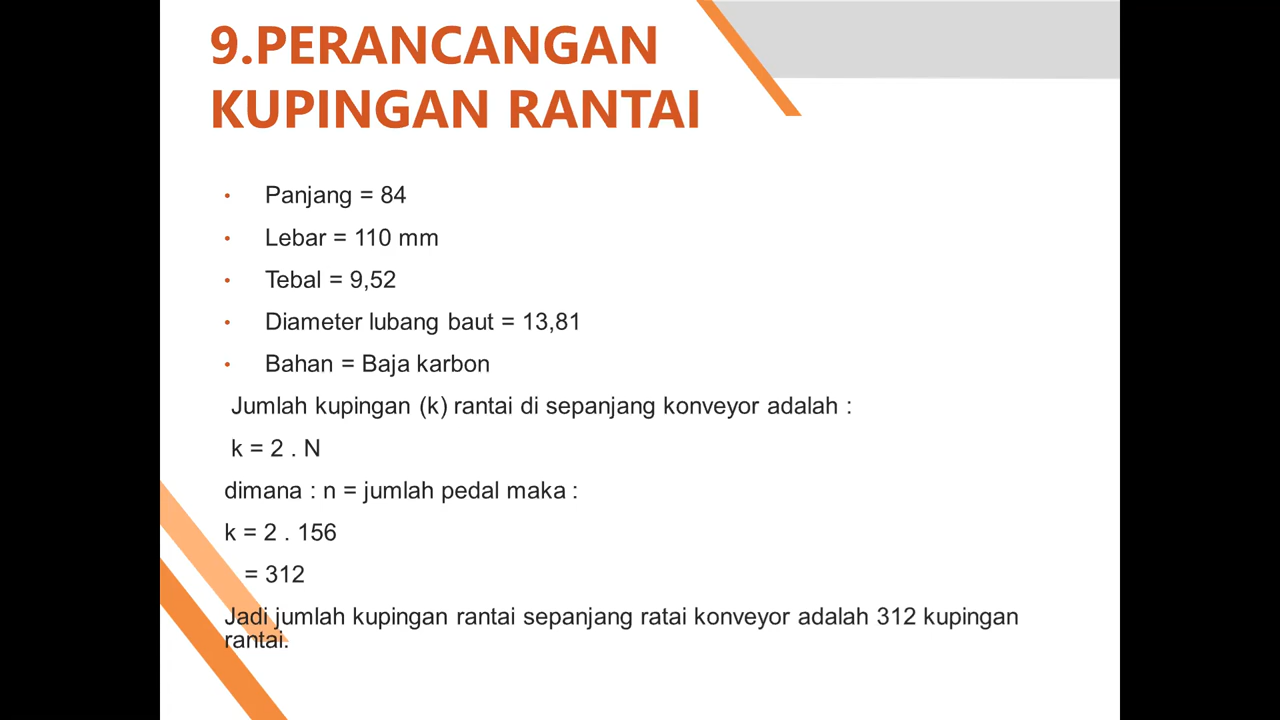 9.PERANCANGAN
KUPINGAN RANTAI
• Panjang = 84
• Lebar = 110 mm
• Tebal = 9,52
• Diameter lubang baut = 13,81
• Bahan = Baja karbon
Jumlah kupingan (k) rantai di sepanjang konveyor adalah :
k = 2 . N
dimana : n = jumlah pedal maka :
k = 2 . 156
= 312
Jadi jumlah kupingan rantai sepanjang ratai konveyor adalah 312 kupingan
rantai.